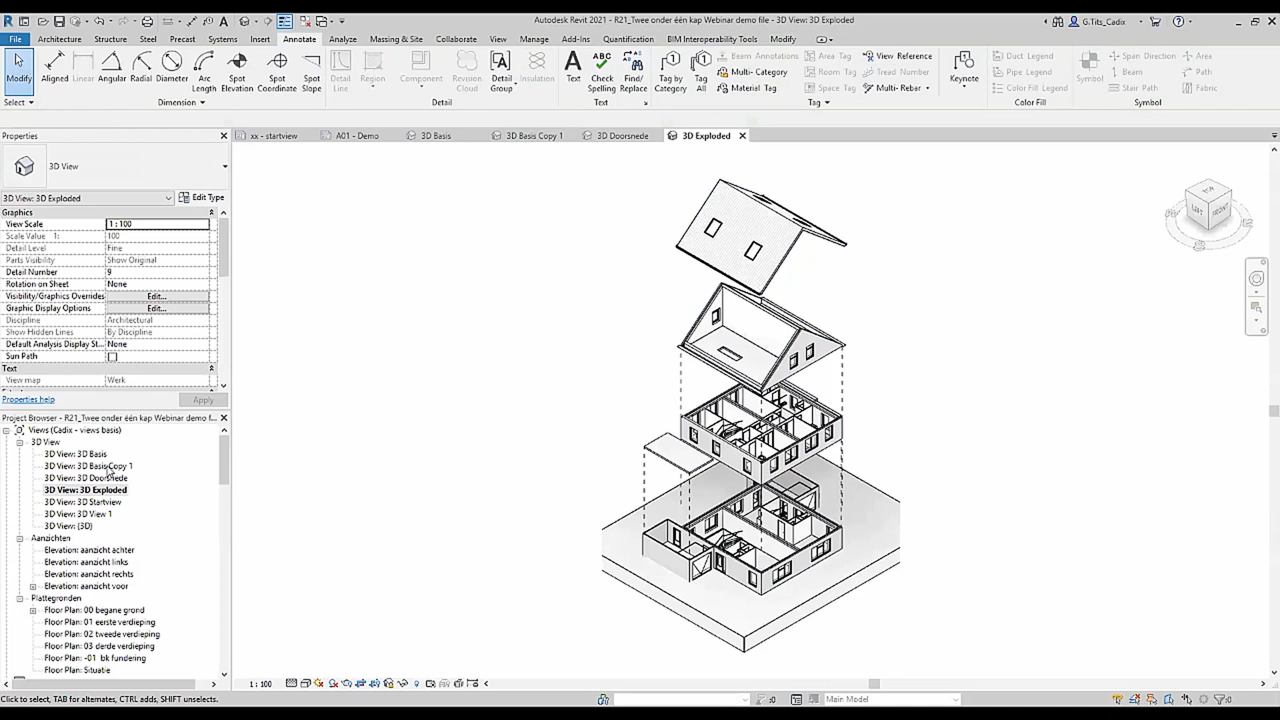 Autodesk Revit 2021 - R21_Twee onder één kap Webinar demo file - 3D View: 3D Exploded
G.Tits_Cadix
File Architecture Structure Steel Precast Systems Insert Annotate Analyze Massing & Site Collaborate View Manage Add-Ins Quantification BIM Interoperability Tools Modify
Modify Aligned Linear Angular Radial Diameter Arc Length Spot Elevation Spot Coordinate Spot Slope Detail Line Region Component Revision Cloud Detail Group Insulation Text Check Spelling Find/ Replace Tag by Category Tag All
Beam Annotations Area Tag View Reference
Multi- Category Room Tag Tread Number
Material Tag Space Tag Multi-Rebar
Keynote
Duct Legend
Pipe Legend
Color Fill Legend
Symbol
Span Direction Area
Beam Path
Stair Path Fabric
Select Dimension Detail Text Tag Color Fill Symbol
Properties
xx - startview A01 - Demo 3D Basis 3D Basis Copy 1 3D Doorsnede 3D Exploded
3D View
3D View: 3D Exploded Edit Type
Graphics
View Scale 1 : 100
Scale Value 1: 100
Detail Level Fine
Parts Visibility Show Original
Detail Number 9
Rotation on Sheet None
Visibility/Graphics Overrides Edit...
Graphic Display Options Edit...
Discipline Architectural
Show Hidden Lines By Discipline
Default Analysis Display St... None
Sun Path
Text
View map Werk
Properties help Apply
Project Browser - R21_Twee onder één kap Webinar demo f...
Views (Cadix - views basis)
3D View
3D View: 3D Basis
3D View: 3D Basis Copy 1
3D View: 3D Doorsnede
3D View: 3D Exploded
3D View: 3D Startview
3D View: 3D View 1
3D View: {3D}
Aanzichten
Elevation: aanzicht achter
Elevation: aanzicht links
Elevation: aanzicht rechts
Elevation: aanzicht voor
Plattegronden
Floor Plan: 00 begane grond
Floor Plan: 01 eerste verdieping
Floor Plan: 02 tweede verdieping
Floor Plan: 03 derde verdieping
Floor Plan: -01 bk fundering
Floor Plan: Situatie
TOP
LEFT FRONT
1 : 100
Click to select, TAB for alternates, CTRL adds, SHIFT unselects.
:0 Main Model :0